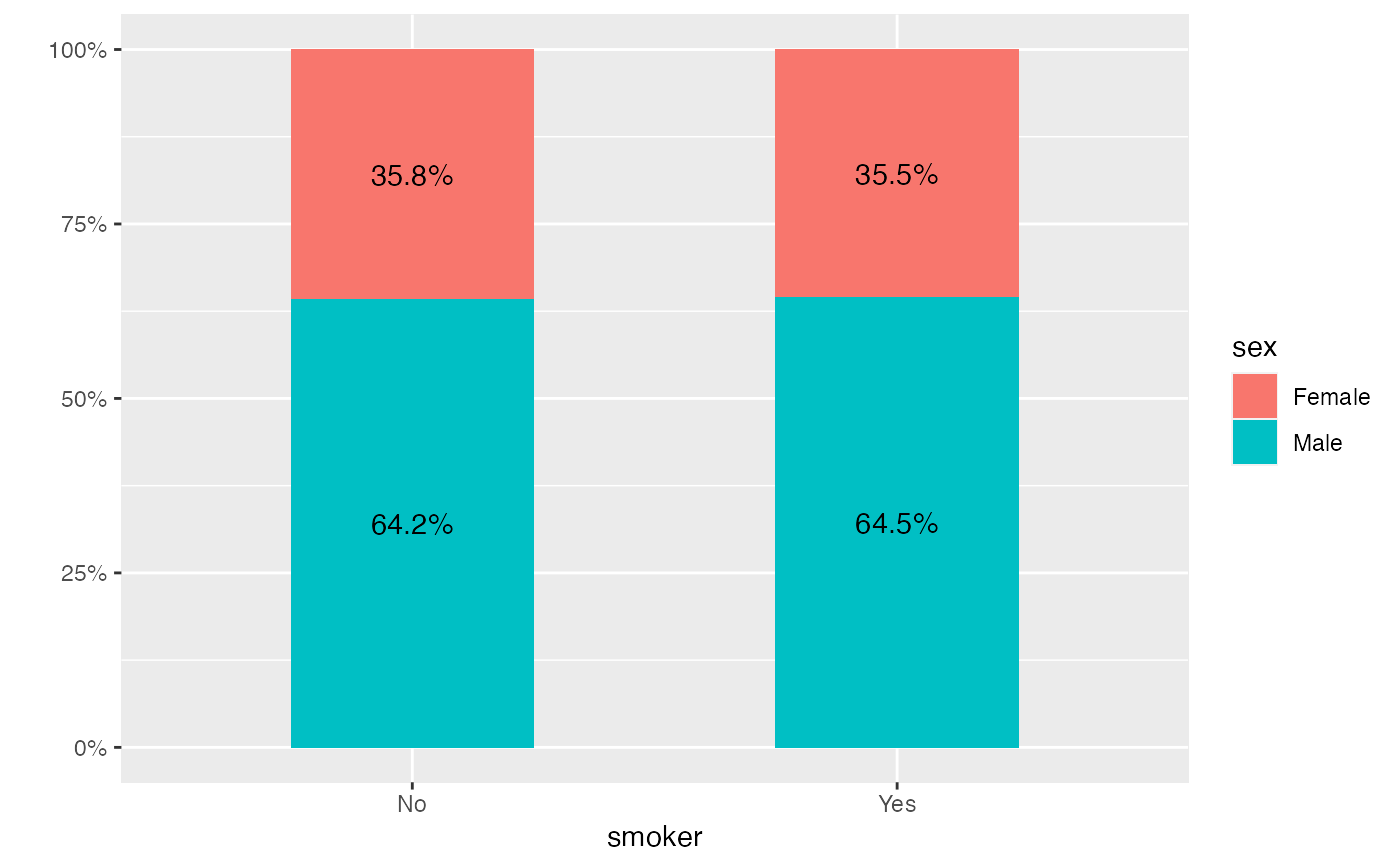 100%
75%
50%
25%
0%
35.8%
35.5%
64.2%
64.5%
No
Yes
smoker
sex
Female
Male